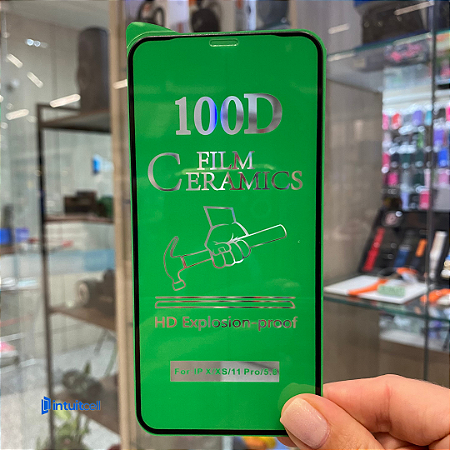 100D
FILM
CERAMICS
HD Explosion-proof
For IP X/XS/11 Pro/5.8
intuitcel